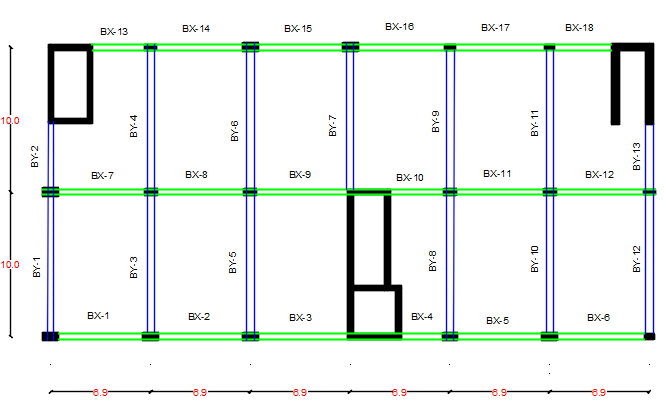 BX-13 BX-14 BX-15 BX-16 BX-17 BX-18
10.0
BY-2 BY-4 BY-6 BY-7 BY-9 BY-11 BY-13
BX-7 BX-8 BX-9 BX-10 BX-11 BX-12
10.0
BY-1 BY-3 BY-5 BY-8 BY-10 BY-12
BX-1 BX-2 BX-3 BX-4 BX-5 BX-6
6.9 6.9 6.9 6.9 6.9 6.9